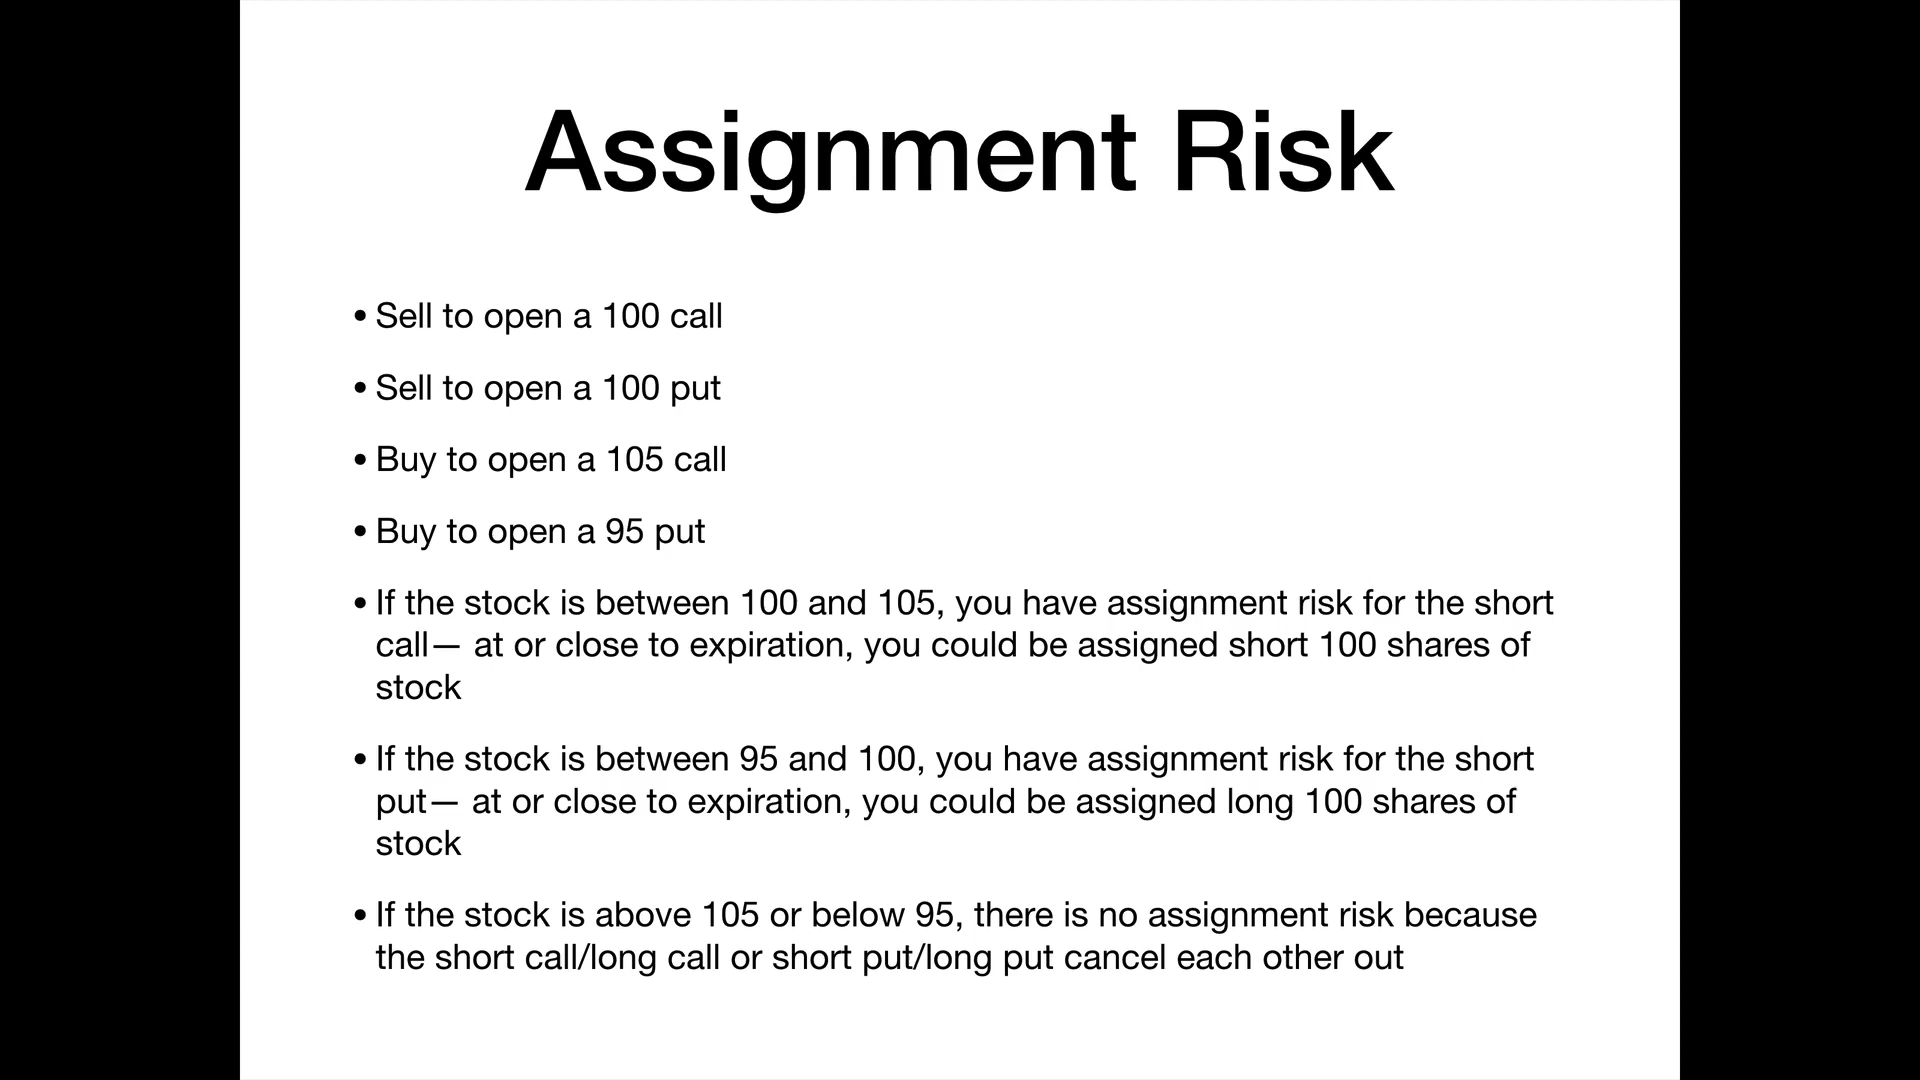 Assignment Risk
• Sell to open a 100 call
• Sell to open a 100 put
• Buy to open a 105 call
• Buy to open a 95 put
• If the stock is between 100 and 105, you have assignment risk for the short
call— at or close to expiration, you could be assigned short 100 shares of
stock
• If the stock is between 95 and 100, you have assignment risk for the short
put— at or close to expiration, you could be assigned long 100 shares of
stock
• If the stock is above 105 or below 95, there is no assignment risk because
the short call/long call or short put/long put cancel each other out